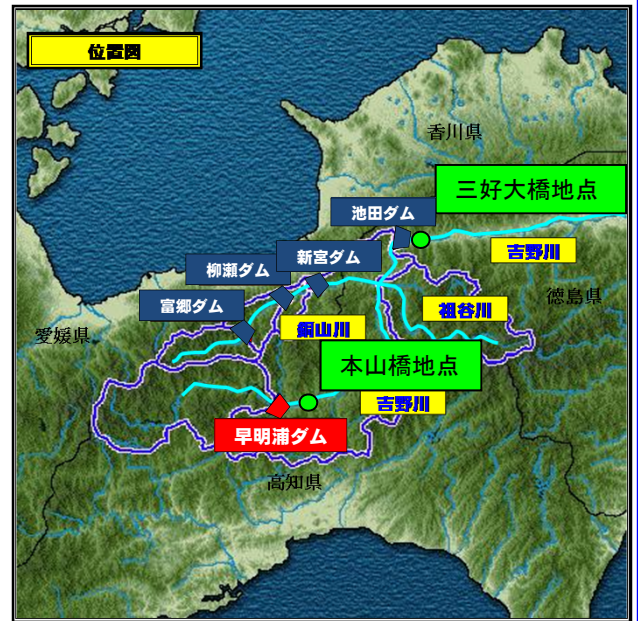 位置図
香川県
三好大橋地点
池田ダム
吉野川
新宮ダム
柳瀬ダム
徳島県
祖谷川
富郷ダム
銅山川
愛媛県
本山橋地点
吉野川
早明浦ダム
高知県